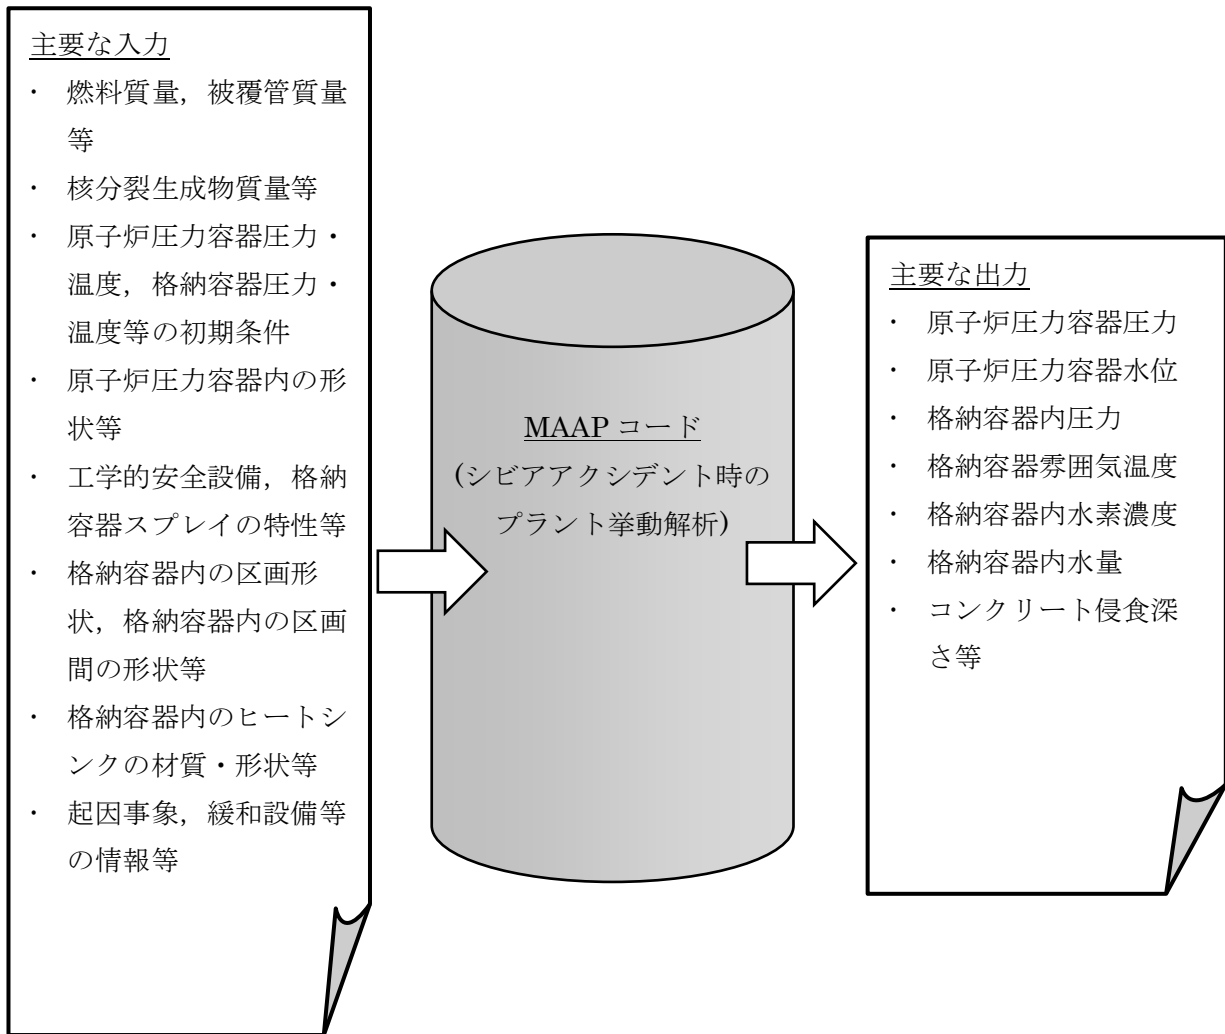 主要な入力
・ 燃料質量，被覆管質量
等
・ 核分裂生成物質量等
・ 原子炉圧力容器圧力・
温度，格納容器圧力・
温度等の初期条件
・ 原子炉圧力容器内の形
状等
・ 工学的安全設備，格納
容器スプレイの特性等
・ 格納容器内の区画形
状，格納容器内の区画
間の形状等
・ 格納容器内のヒートシ
ンクの材質・形状等
・ 起因事象，緩和設備等
の情報等
MAAP コード
(シビアアクシデント時の
プラント挙動解析)
主要な出力
・ 原子炉圧力容器圧力
・ 原子炉圧力容器水位
・ 格納容器内圧力
・ 格納容器雰囲気温度
・ 格納容器内水素濃度
・ 格納容器内水量
・ コンクリート侵食深
さ等